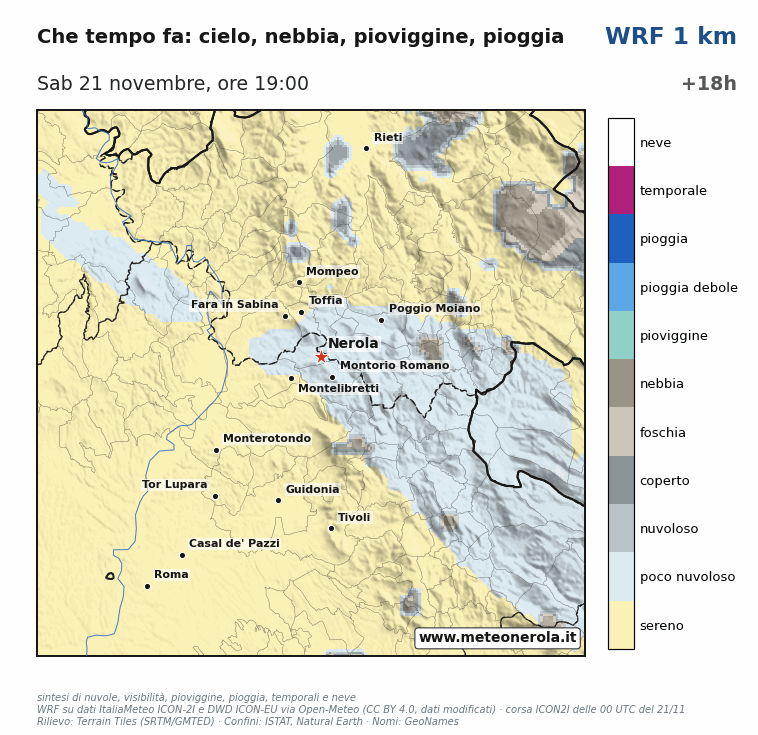 Che tempo fa: cielo, nebbia, pioviggine, pioggia
WRF 1 km
Sab 21 novembre, ore 19:00
+18h
Rieti
Mompeo
Fara in Sabina
Toffia
Poggio Moiano
Nerola
Montorio Romano
Montelibretti
Monterotondo
Tor Lupara
Guidonia
Tivoli
Casal de' Pazzi
Roma
www.meteonerola.it
neve
temporale
pioggia
pioggia debole
pioviggine
nebbia
foschia
coperto
nuvoloso
poco nuvoloso
sereno
sintesi di nuvole, visibilità, pioviggine, pioggia, temporali e neve
WRF su dati ItaliaMeteo ICON-2I e DWD ICON-EU via Open-Meteo (CC BY 4.0, dati modificati) · corsa ICON2I delle 00 UTC del 21/11
Rilievo: Terrain Tiles (SRTM/GMTED) · Confini: ISTAT, Natural Earth · Nomi: GeoNames